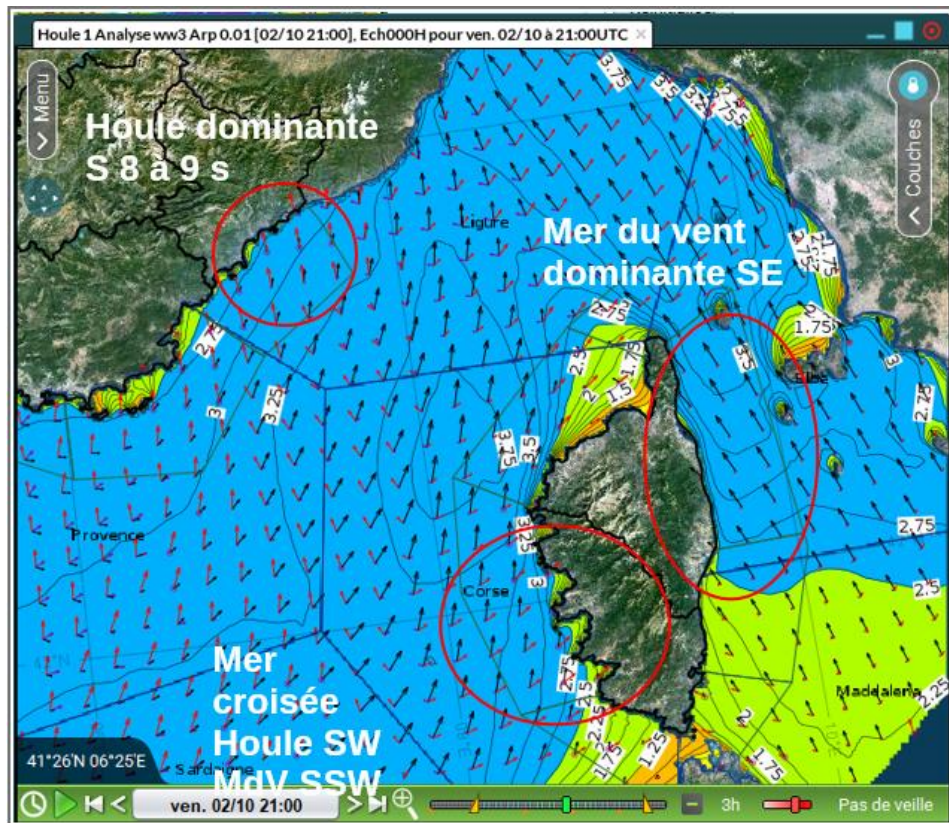 Houle 1 Analyse ww3 Arp 0.01 [02/10 21:00], Ech000H pour ven. 02/10 à 21:00UTC
Menu
Couches
Houle dominante
S 8 à 9 s
Mer du vent
dominante SE
Ligure
3.75
3.5
2.75
1.75
2.75
3
3.25
3.5
2.75
1.75
2.5
2
1.5
3.75
3.5
3
2.75
Provence
3.25
3
Corse
2.75
2.5
Mer
croisée
Houle SW
MdV SSW
2.75
2.5
2.25
1.75
1.25
2
1.75
2.25
Maddalena
41°26'N 06°25'E
Sardaigne
ven. 02/10 21:00
3h
Pas de veille